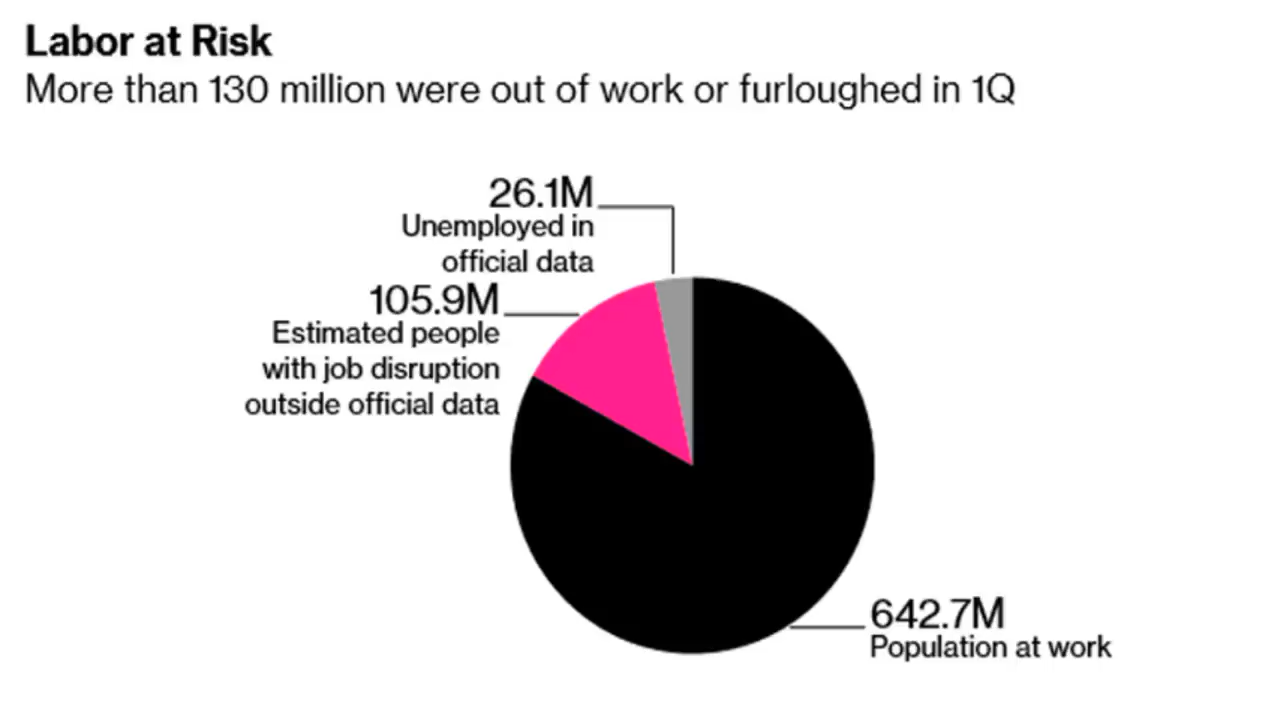 Labor at Risk
More than 130 million were out of work or furloughed in 1Q
26.1M
Unemployed in
official data
105.9M
Estimated people
with job disruption
outside official data
642.7M
Population at work